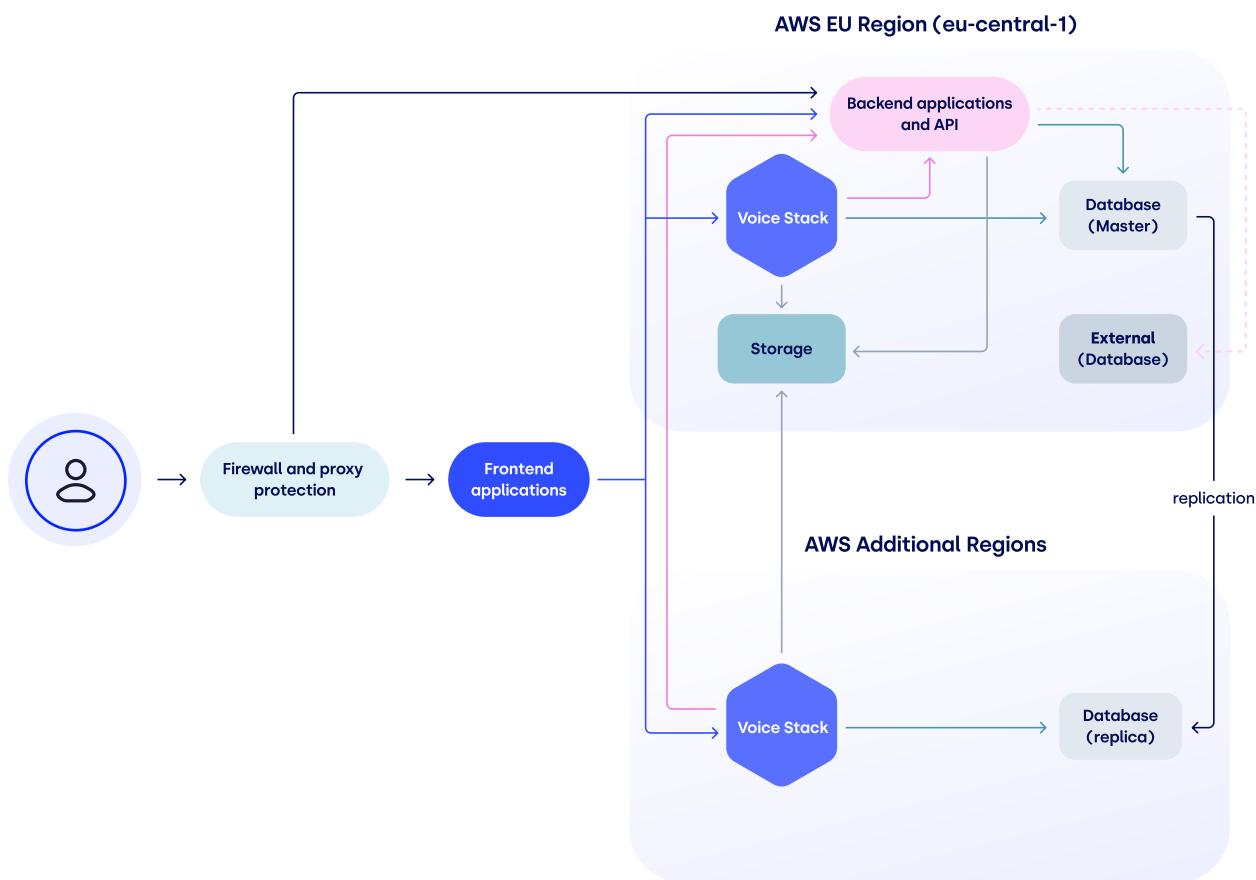 AWS EU Region (eu-central-1)
Backend applications
and API
Voice Stack
Database
(Master)
Storage
External
(Database)
Firewall and proxy
protection
Frontend
applications
replication
AWS Additional Regions
Voice Stack
Database
(replica)